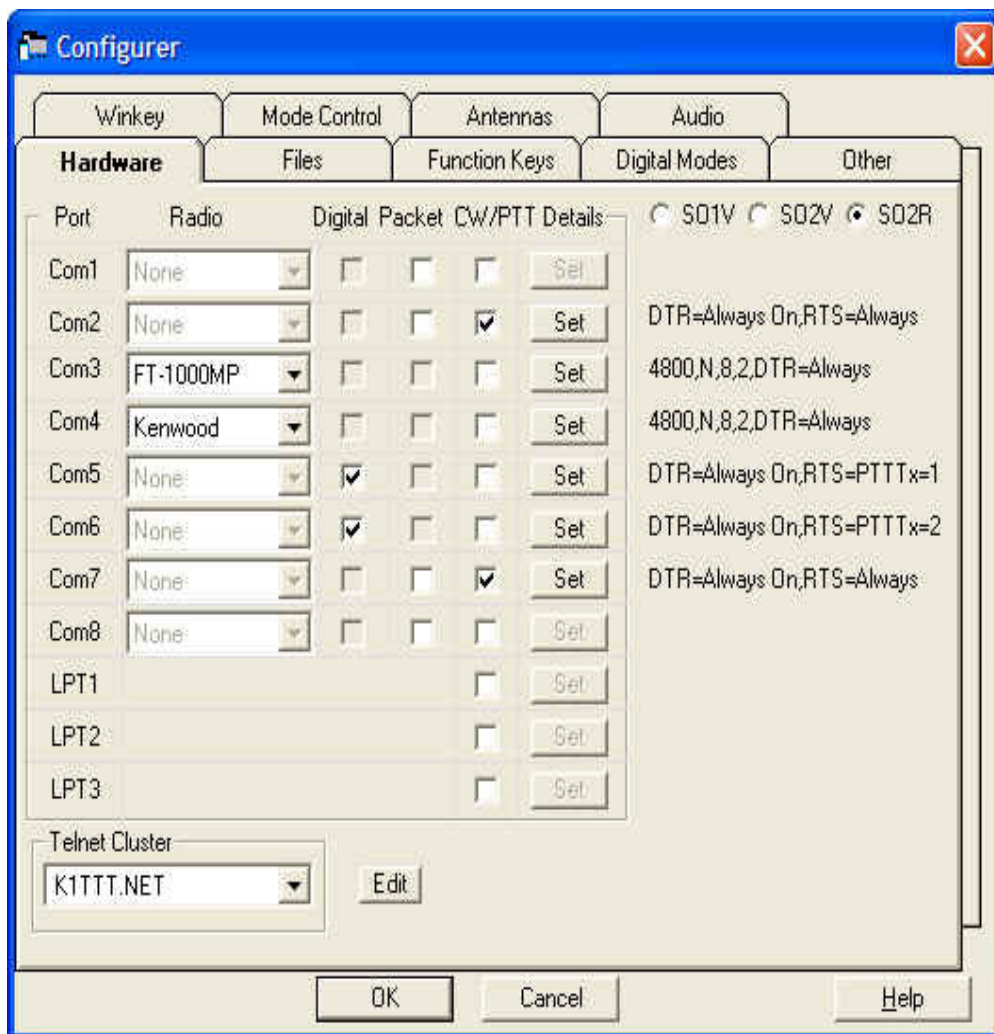 Configurer
Winkey Mode Control Antennas Audio
Hardware Files Function Keys Digital Modes Other
Port Radio Digital Packet CW/PTT Details SO1V SO2V SO2R
Com1 None Set
Com2 None Set DTR=Always On,RTS=Always
Com3 FT-1000MP Set 4800,N,8,2,DTR=Always
Com4 Kenwood Set 4800,N,8,2,DTR=Always
Com5 None Set DTR=Always On,RTS=PTTTx=1
Com6 None Set DTR=Always On,RTS=PTTTx=2
Com7 None Set DTR=Always On,RTS=Always
Com8 None Set
LPT1 Set
LPT2 Set
LPT3 Set
Telnet Cluster
K1TTT.NET Edit
OK Cancel Help